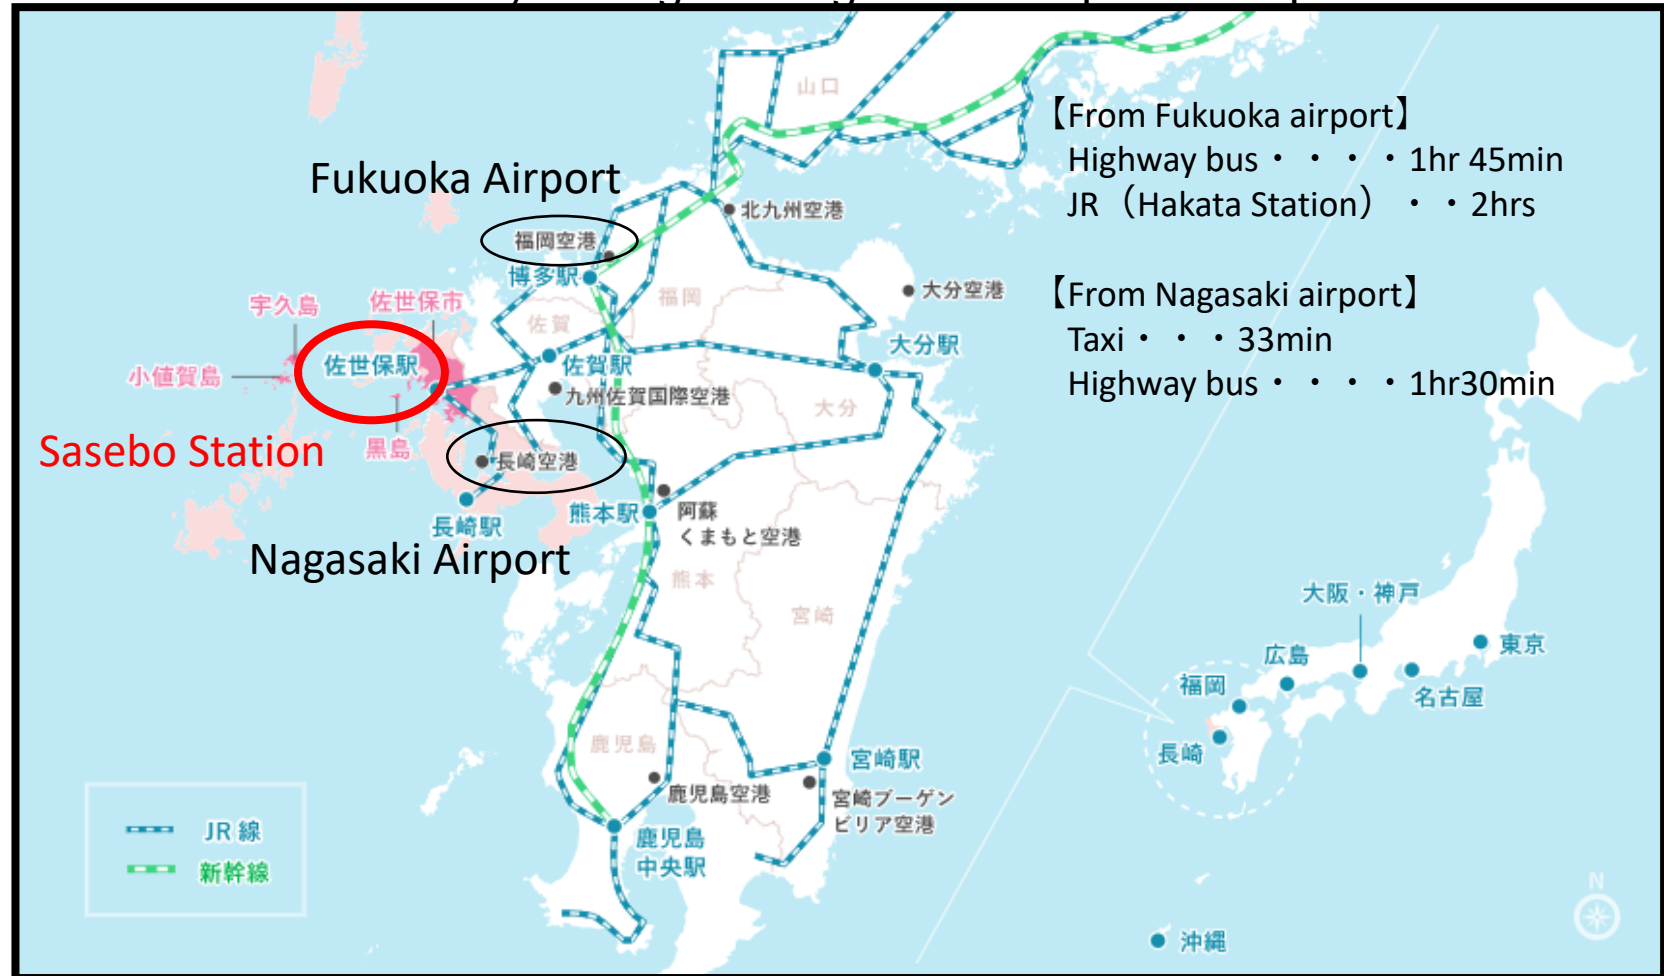 山口
【From Fukuoka airport】
Highway bus・・・・1hr 45min
JR（Hakata Station）・・2hrs
【From Nagasaki airport】
Taxi・・・33min
Highway bus・・・・1hr30min
Fukuoka Airport
北九州空港
福岡空港
博多駅
福岡
大分空港
宇久島
佐世保市
佐賀
大分駅
佐世保駅
佐賀駅
小値賀島
九州佐賀国際空港
大分
Sasebo Station
黒島
長崎空港
長崎駅
熊本駅
阿蘇
くまもと空港
Nagasaki Airport
熊本
宮崎
大阪・神戸
東京
広島
福岡
名古屋
長崎
鹿児島
宮崎駅
鹿児島空港
宮崎ブーゲン
ビリア空港
JR線
新幹線
鹿児島
中央駅
N
沖縄